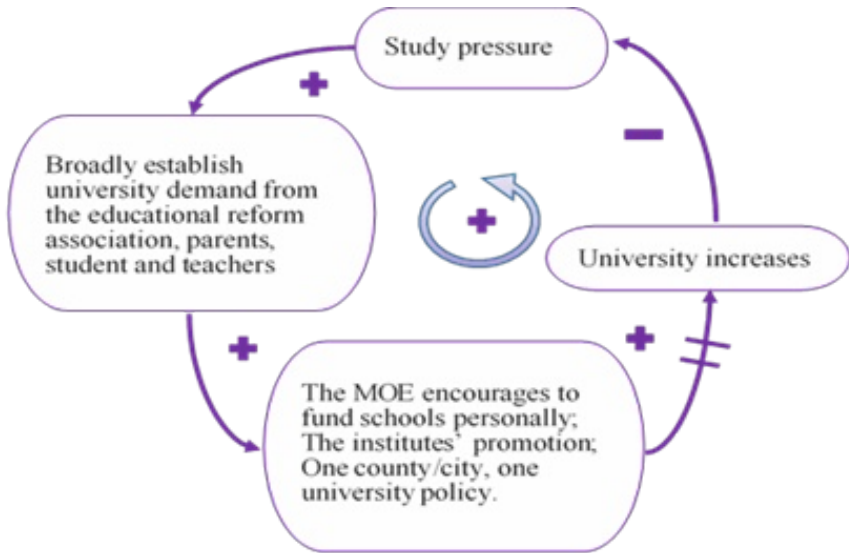 Study pressure
Broadly establish
university demand from
the educational reform
association, parents,
student and teachers
University increases
The MOE encourages to
fund schools personally;
The institutes' promotion;
One county/city, one
university policy.